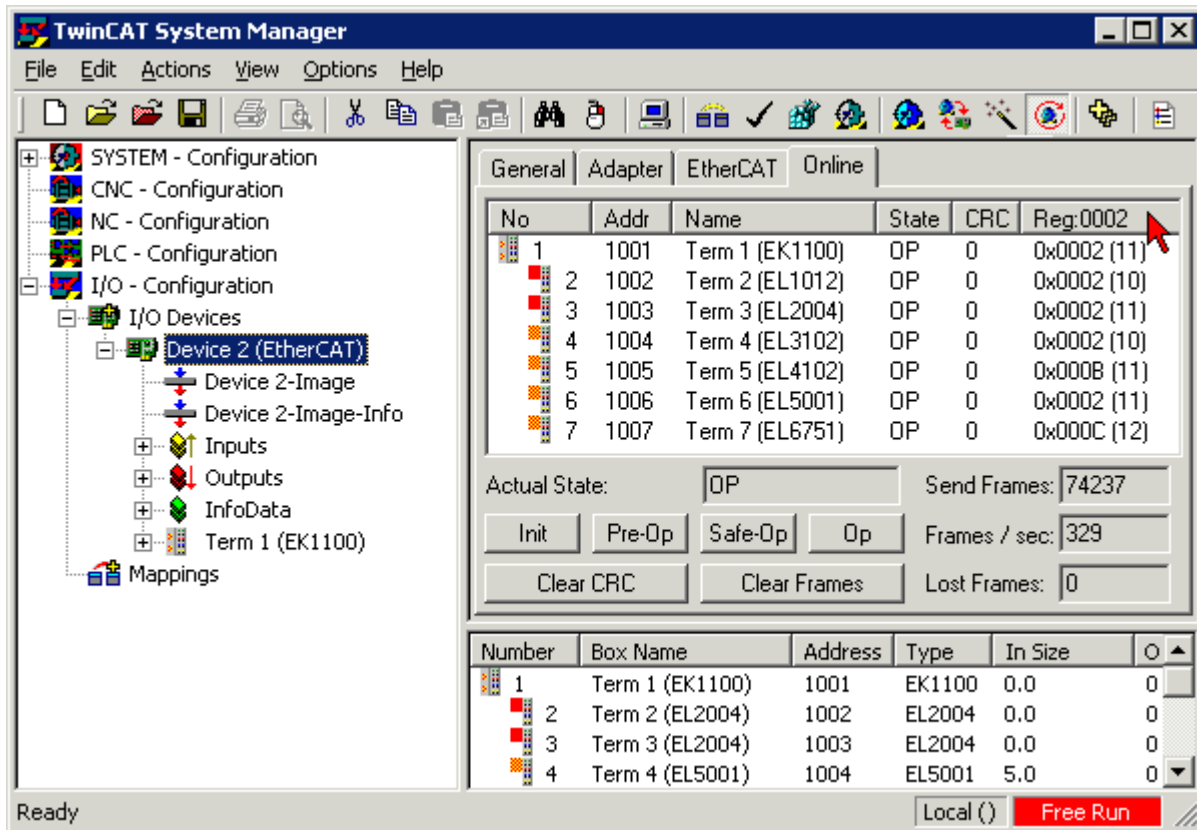 TwinCAT System Manager
File Edit Actions View Options Help
SYSTEM - Configuration
CNC - Configuration
NC - Configuration
PLC - Configuration
I/O - Configuration
I/O Devices
Device 2 (EtherCAT)
Device 2-Image
Device 2-Image-Info
Inputs
Outputs
InfoData
Term 1 (EK1100)
Mappings
General Adapter EtherCAT Online
No Addr Name State CRC Reg:0002
1 1001 Term 1 (EK1100) OP 0 0x0002 (11)
2 1002 Term 2 (EL1012) OP 0 0x0002 (10)
3 1003 Term 3 (EL2004) OP 0 0x0002 (11)
4 1004 Term 4 (EL3102) OP 0 0x0002 (10)
5 1005 Term 5 (EL4102) OP 0 0x000B (11)
6 1006 Term 6 (EL5001) OP 0 0x0002 (11)
7 1007 Term 7 (EL6751) OP 0 0x000C (12)
Actual State: OP Send Frames: 74237
Init Pre-Op Safe-Op Op Frames / sec: 329
Clear CRC Clear Frames Lost Frames: 0
Number Box Name Address Type In Size O
1 Term 1 (EK1100) 1001 EK1100 0.0 0
2 Term 2 (EL2004) 1002 EL2004 0.0 0
3 Term 3 (EL2004) 1003 EL2004 0.0 0
4 Term 4 (EL5001) 1004 EL5001 5.0 0
Ready Local () Free Run